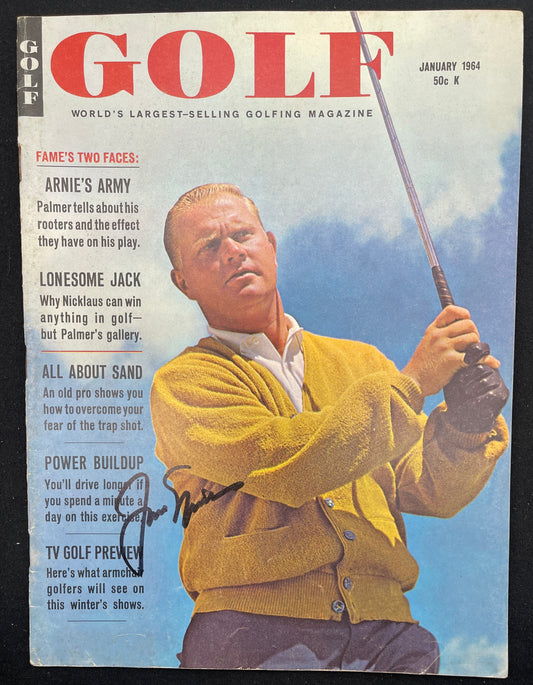 GOLF
GOLF
JANUARY 1964
50c K
WORLD'S LARGEST-SELLING GOLFING MAGAZINE
FAME'S TWO FACES:
ARNIE'S ARMY
Palmer tells about his
rooters and the effect
they have on his play.
LONESOME JACK
Why Nicklaus can win
anything in golf—
but Palmer's gallery.
ALL ABOUT SAND
An old pro shows you
how to overcome your
fear of the trap shot.
POWER BUILDUP
You'll drive longer if
you spend a minute a
day on this exercise.
TV GOLF PREVIEW
Here's what armchair
golfers will see on
this winter's shows.